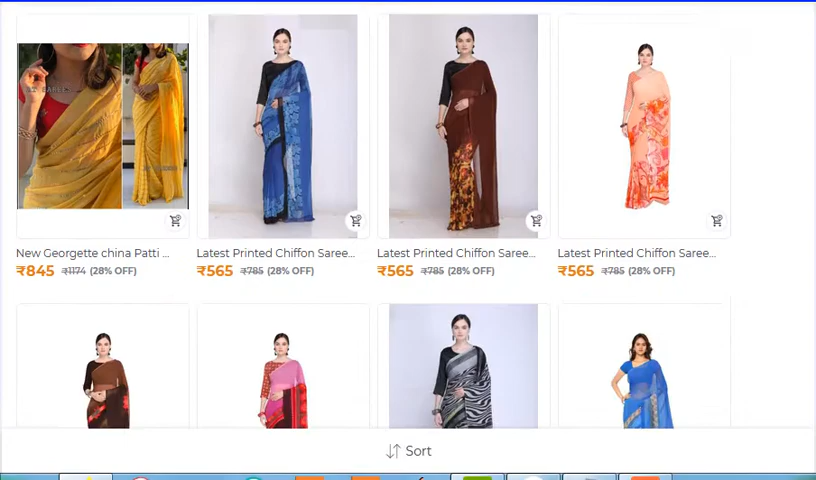 New Georgette china Patti ...
₹845 ₹1174 (28% OFF)
Latest Printed Chiffon Saree...
₹565 ₹785 (28% OFF)
Latest Printed Chiffon Saree...
₹565 ₹785 (28% OFF)
Latest Printed Chiffon Saree...
₹565 ₹785 (28% OFF)
Sort